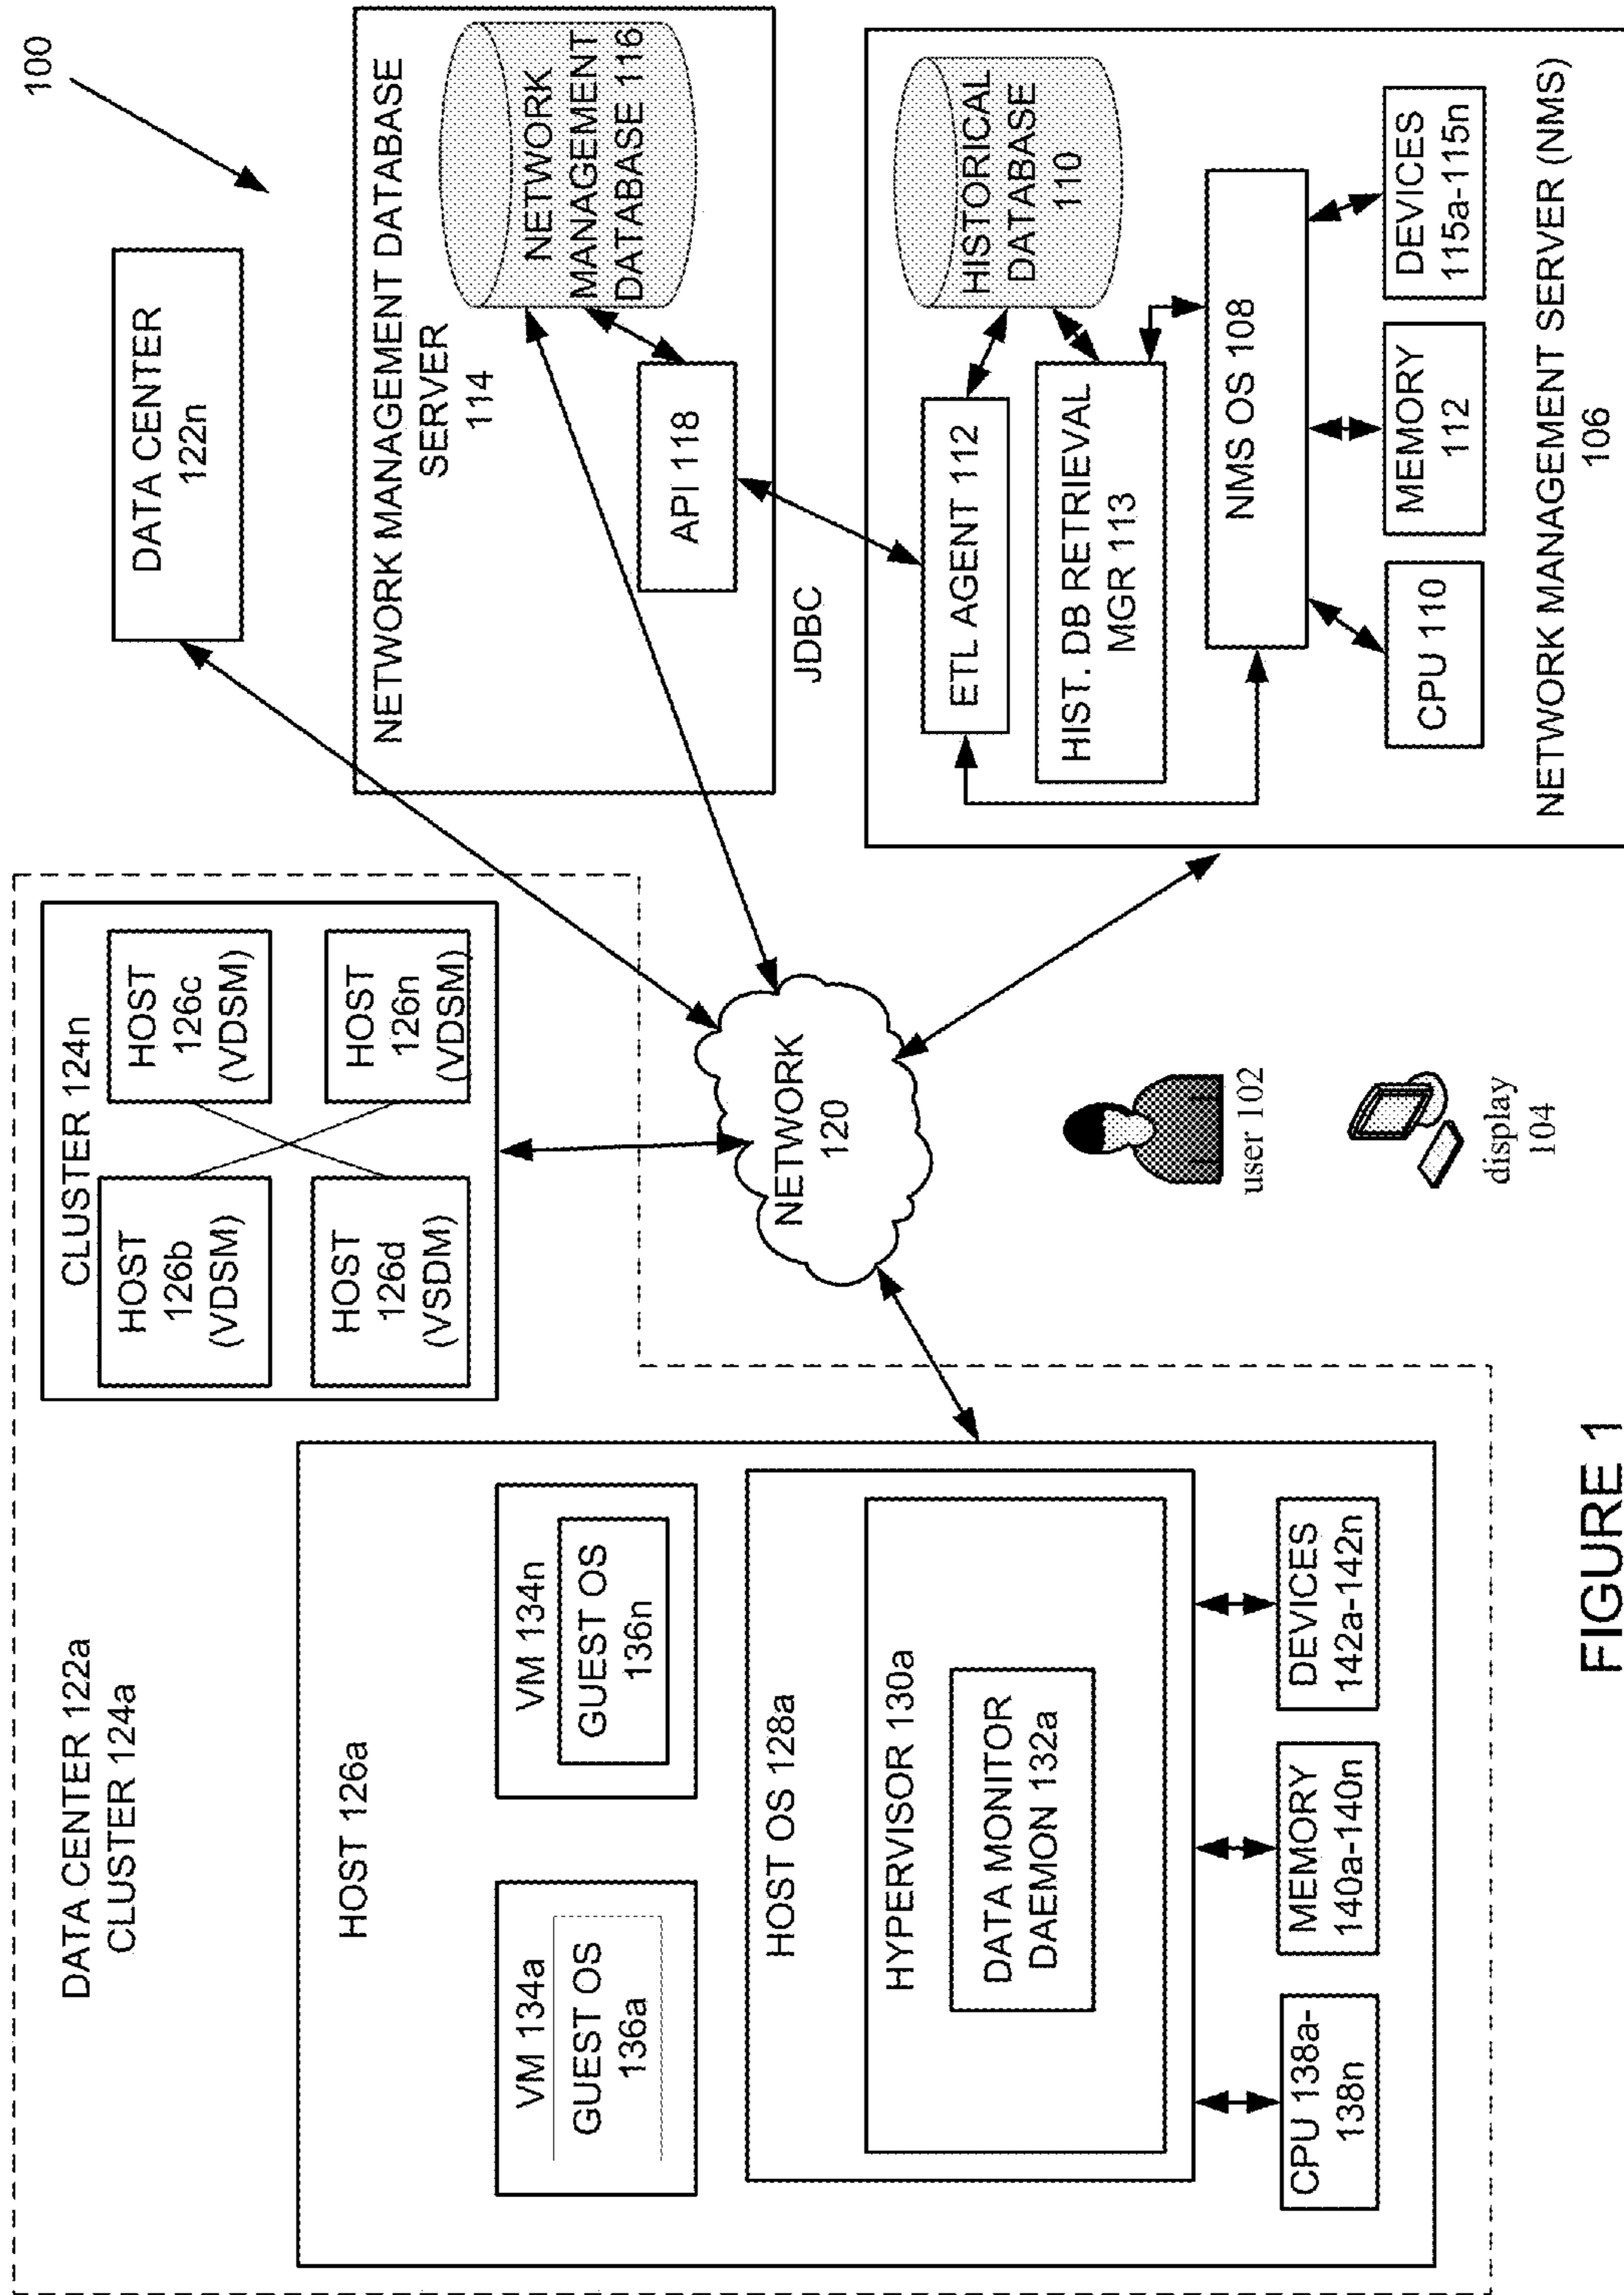 100
DATA CENTER 122a
CLUSTER 124a
HOST 126a
VM 134a
GUEST OS
136a
VM 134n
GUEST OS
136n
HOST OS 128a
HYPERVISOR 130a
DATA MONITOR
DAEMON 132a
CPU 138a-
138n
MEMORY
140a-140n
DEVICES
142a-142n
CLUSTER 124n
HOST
126b
(VDSM)
HOST
126c
(VDSM)
HOST
126d
(VSDM)
HOST
126n
(VDSM)
NETWORK
120
user 102
display
104
DATA CENTER
122n
NETWORK MANAGEMENT DATABASE
SERVER
114
NETWORK
MANAGEMENT
DATABASE 116
API 118
JDBC
ETL AGENT 112
HISTORICAL
DATABASE
110
HIST. DB RETRIEVAL
MGR 113
NMS OS 108
CPU 110
MEMORY
112
DEVICES
115a-115n
NETWORK MANAGEMENT SERVER (NMS)
106
FIGURE 1